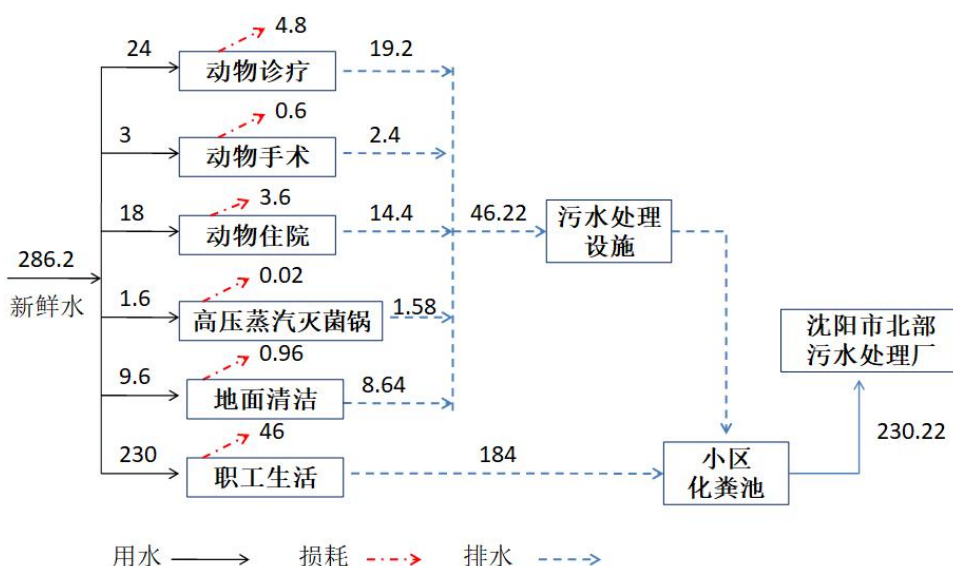 4.8
24
动物诊疗
19.2
0.6
3
动物手术
2.4
3.6
18
动物住院
14.4
46.22
污水处理
设施
286.2
新鲜水
0.02
1.6
高压蒸汽灭菌锅
1.58
沈阳市北部
污水处理厂
0.96
9.6
地面清洁
8.64
230.22
46
230
职工生活
184
小区
化粪池
用水
损耗
排水